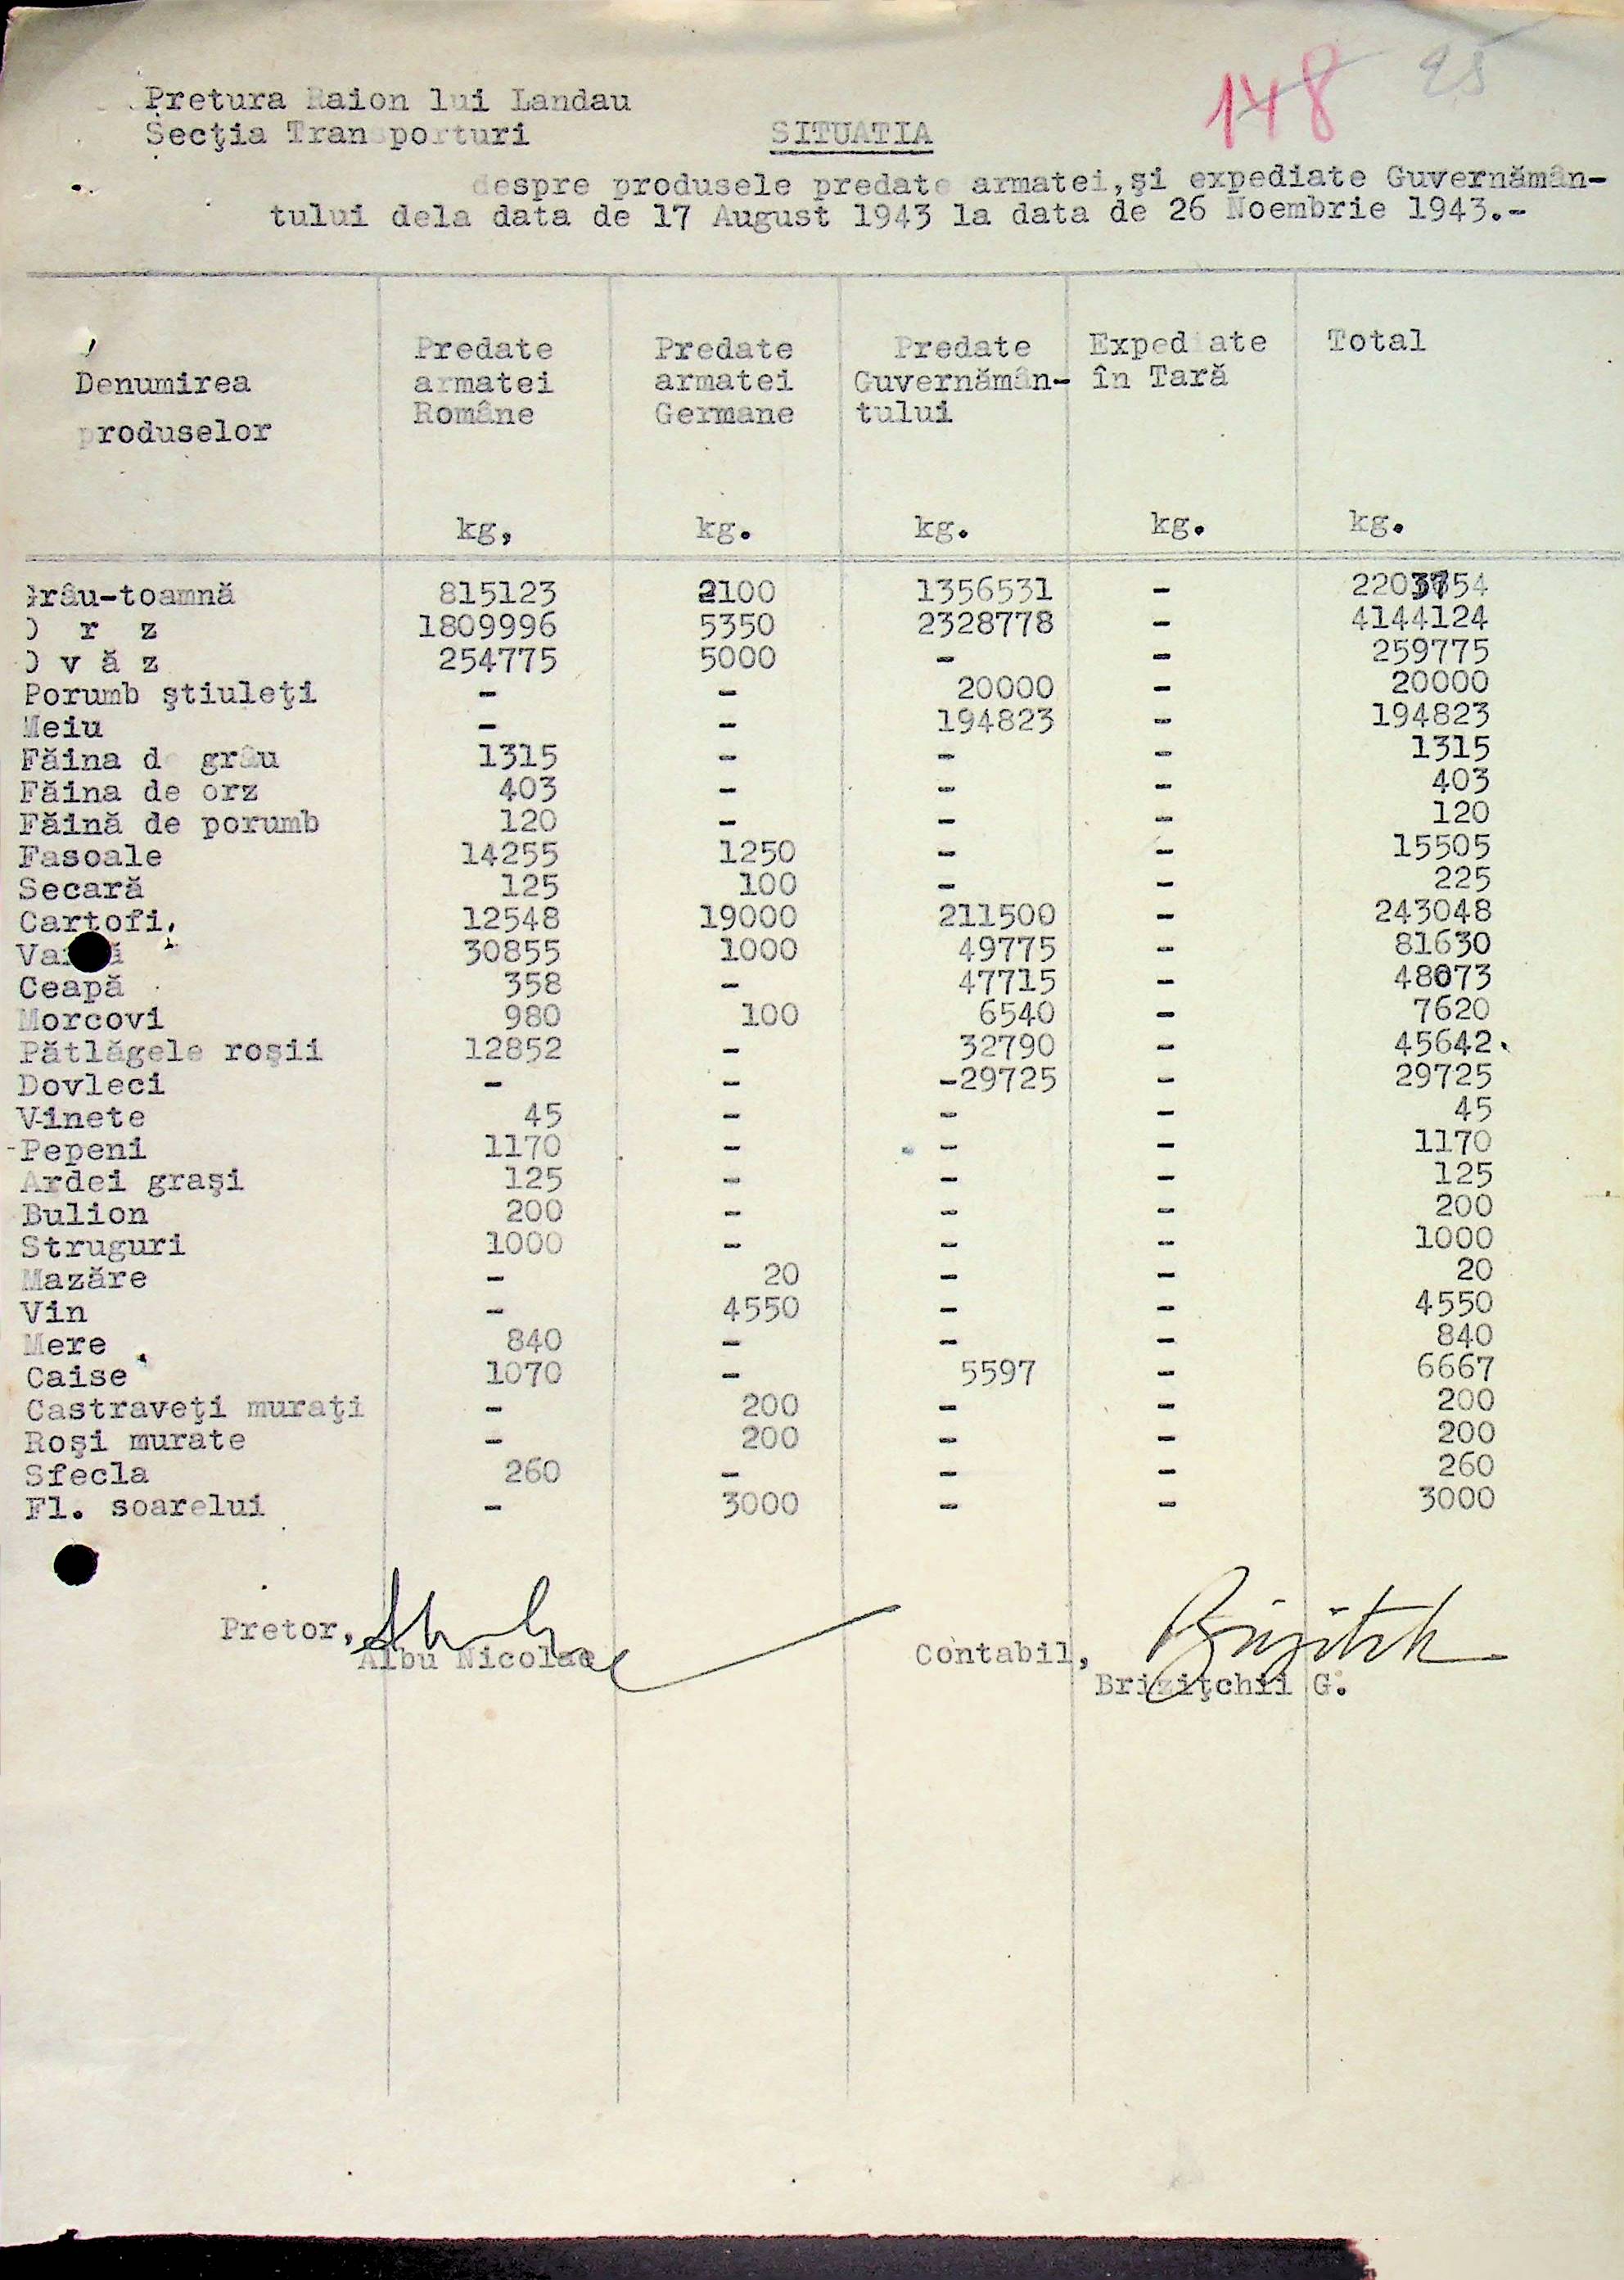 148 25
Pretura Raion lui Landau
Secţia Transporturi
SITUATIA
despre produsele predate armatei,şi expediate Guvernămân-
tului dela data de 17 August 1943 la data de 26 Noembrie 1943.-
Denumirea produselor Predate armatei Române kg, Predate armatei Germane kg. Predate Guvernămân-tului kg. Expediate în Tară kg. Total kg.
Grâu-toamnă 815123 2100 1356531 - 
O r z 1809996 5350 2328778 - 4144124
O v ă z 254775 5000 - - 259775
Porumb ştiuleţi - - 20000 - 20000
Meiu - - 194823 - 194823
Făina de grâu 1315 - - - 1315
Făina de orz 403 - - - 403
Făină de porumb 120 - - - 120
Fasoale 14255 1250 - - 15505
Secară 125 100 - - 225
Cartofi. 12548 19000 211500 - 243048
30855 1000 49775 - 81630
Ceapă 358 - 47715 - 48073
Morcovi 980 100 6540 - 7620
Pătlăgele roşii 12852 - 32790 - 45642.
Dovleci - - -29725 - 29725
Vinete 45 - - - 45
-Pepeni 1170 - - - 1170
Ardei graşi 125 - - - 125
Bulion 200 - - - 200
Struguri 1000 - - - 1000
Mazăre - 20 - - 20
Vin - 4550 - - 4550
Mere 840 - - - 840
Caise 1070 - 5597 - 6667
Castraveţi muraţi - 200 - - 200
Roşi murate - 200 - - 200
Sfecla 260 - - - 260
Fl. soarelui - 3000 - - 3000
Pretor,
Albu Nicolae
Contabil,
Briziţchii G.